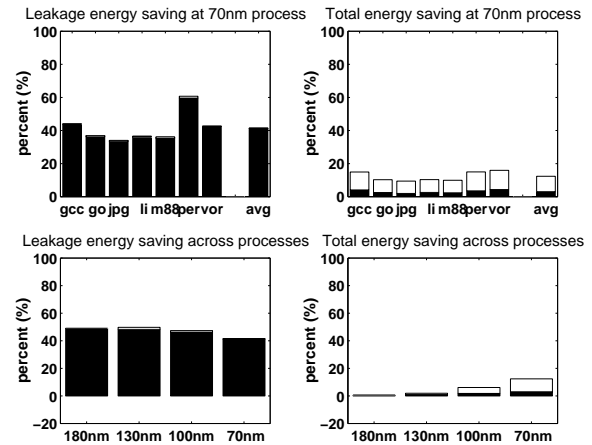 Leakage energy saving at 70nm process
100
80
60
40
20
0
percent (%)
gcc go jpg li m88 per vor avg
Total energy saving at 70nm process
100
80
60
40
20
0
percent (%)
gcc go jpg li m88 per vor avg
Leakage energy saving across processes
100
80
60
40
20
0
−20
percent (%)
180nm 130nm 100nm 70nm
Total energy saving across processes
100
80
60
40
20
0
−20
percent (%)
180nm 130nm 100nm 70nm